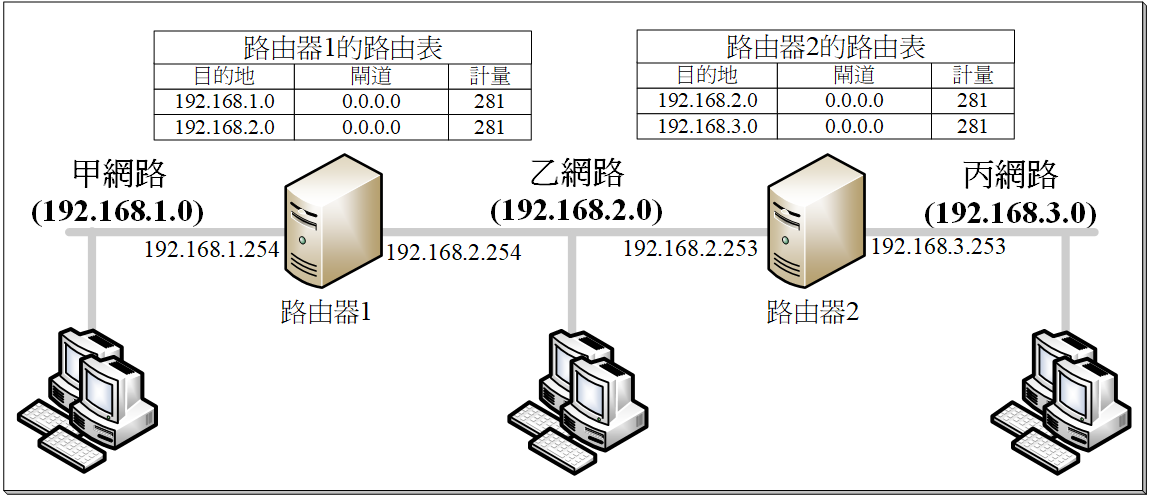 路由器1的路由表
目的地 閘道 計量
192.168.1.0 0.0.0.0 281
192.168.2.0 0.0.0.0 281
路由器2的路由表
目的地 閘道 計量
192.168.2.0 0.0.0.0 281
192.168.3.0 0.0.0.0 281
甲網路
(192.168.1.0)
乙網路
(192.168.2.0)
丙網路
(192.168.3.0)
192.168.1.254
192.168.2.254
192.168.2.253
192.168.3.253
路由器1
路由器2